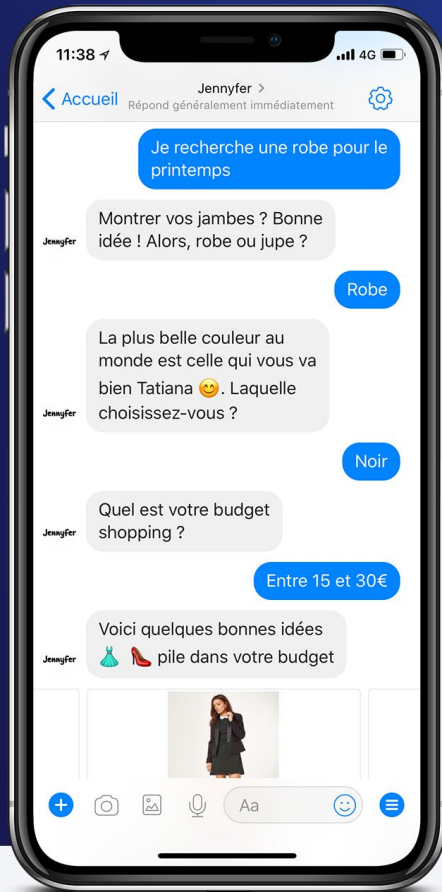 11:38
4G
Accueil
Jennyfer >
Répond généralement immédiatement
Je recherche une robe pour le
printemps
Montrer vos jambes ? Bonne
idée ! Alors, robe ou jupe ?
Jennyfer
Robe
La plus belle couleur au
monde est celle qui vous va
bien Tatiana 😊. Laquelle
choisissez-vous ?
Jennyfer
Noir
Quel est votre budget
shopping ?
Jennyfer
Entre 15 et 30€
Voici quelques bonnes idées
👗 👠 pile dans votre budget
Jennyfer
Aa